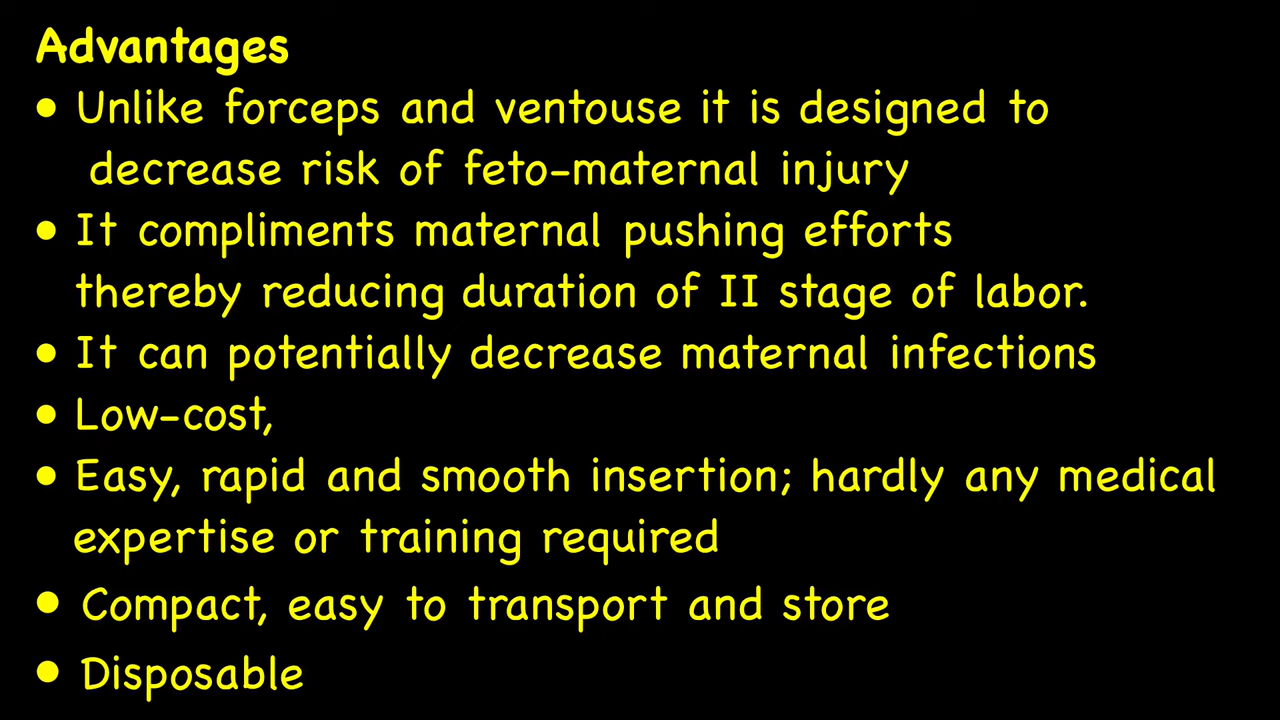 Advantages
• Unlike forceps and ventouse it is designed to
decrease risk of feto-maternal injury
• It compliments maternal pushing efforts
thereby reducing duration of II stage of labor.
• It can potentially decrease maternal infections
• Low-cost,
• Easy, rapid and smooth insertion; hardly any medical
expertise or training required
• Compact, easy to transport and store
• Disposable